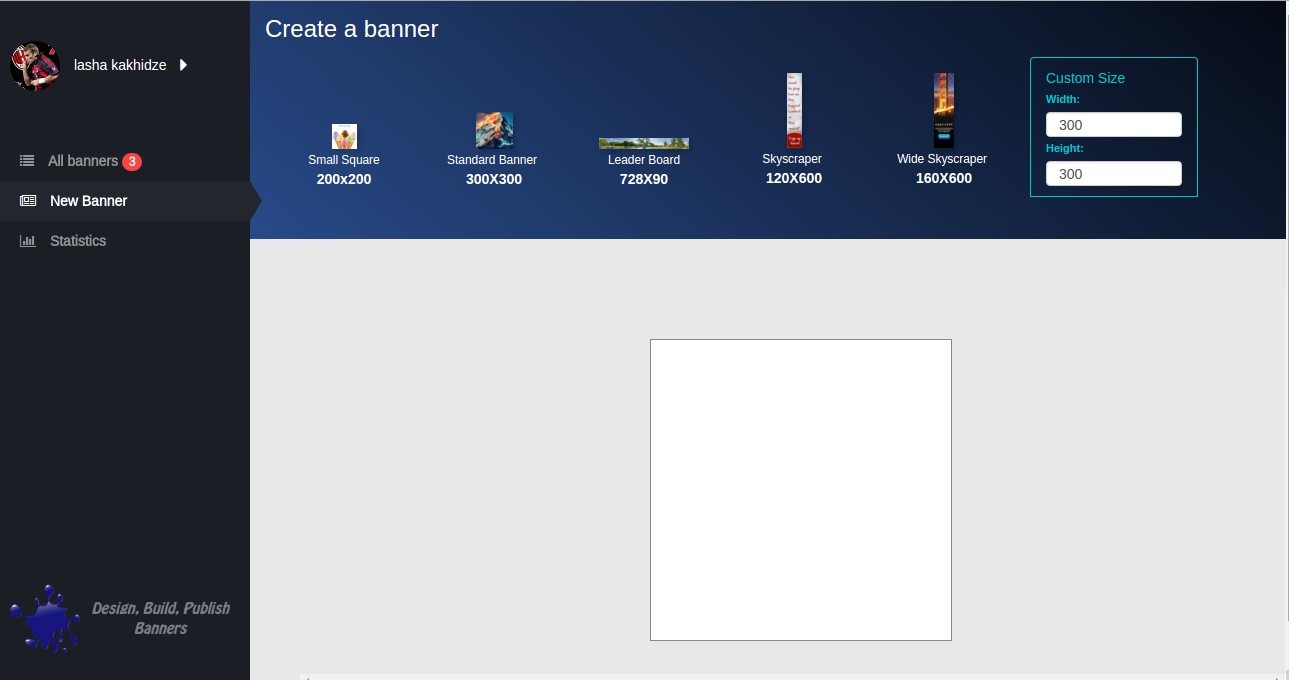 Create a banner
lasha kakhidze
All banners 3
New Banner
Statistics
Small Square
200x200
Standard Banner
300X300
Leader Board
728X90
Skyscraper
120X600
Wide Skyscraper
160X600
Custom Size
Width:
300
Height:
300
Design, Build, Publish
Banners